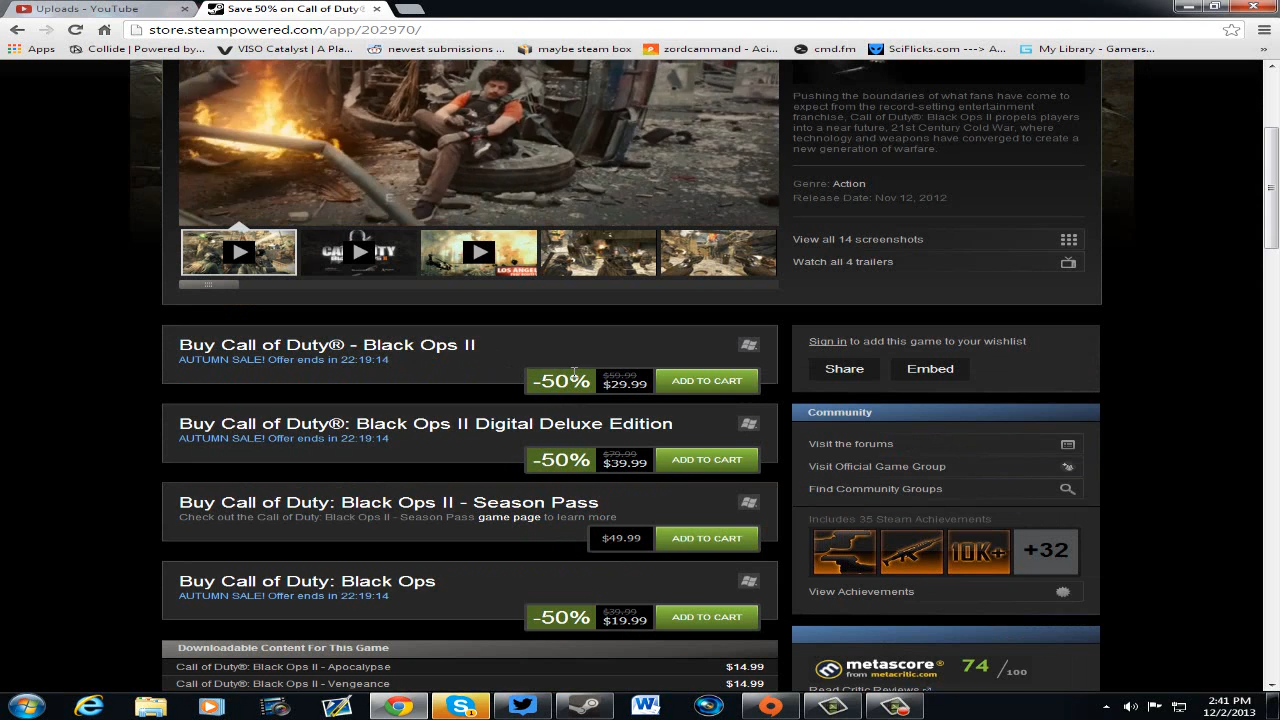 Uploads - YouTube
Save 50% on Call of Duty®
store.steampowered.com/app/202970/
Apps
Collide | Powered by...
VISO Catalyst | A Pla...
newest submissions ...
maybe steam box
zordcammand - Aci...
cmd.fm
SciFlicks.com ---> A...
My Library - Gamers...
Pushing the boundaries of what fans have come to
expect from the record-setting entertainment
franchise, Call of Duty®: Black Ops II propels players
into a near future, 21st Century Cold War, where
technology and weapons have converged to create a
new generation of warfare.
Genre: Action
Release Date: Nov 12, 2012
LOS ANGEL
View all 14 screenshots
Watch all 4 trailers
Buy Call of Duty® - Black Ops II
AUTUMN SALE! Offer ends in 22:19:14
-50% $59.99 $29.99 ADD TO CART
Buy Call of Duty®: Black Ops II Digital Deluxe Edition
AUTUMN SALE! Offer ends in 22:19:14
-50% $79.99 $39.99 ADD TO CART
Buy Call of Duty: Black Ops II - Season Pass
Check out the Call of Duty: Black Ops II - Season Pass game page to learn more
$49.99 ADD TO CART
Buy Call of Duty: Black Ops
AUTUMN SALE! Offer ends in 22:19:14
-50% $39.99 $19.99 ADD TO CART
Downloadable Content For This Game
Call of Duty®: Black Ops II - Apocalypse $14.99
Call of Duty®: Black Ops II - Vengeance $14.99
Sign in to add this game to your wishlist
Share Embed
Community
Visit the forums
Visit Official Game Group
Find Community Groups
Includes 35 Steam Achievements
10K+ +32
View Achievements
metascore® 74 /100
from metacritic.com
Read Critic Reviews
2:41 PM
12/2/2013